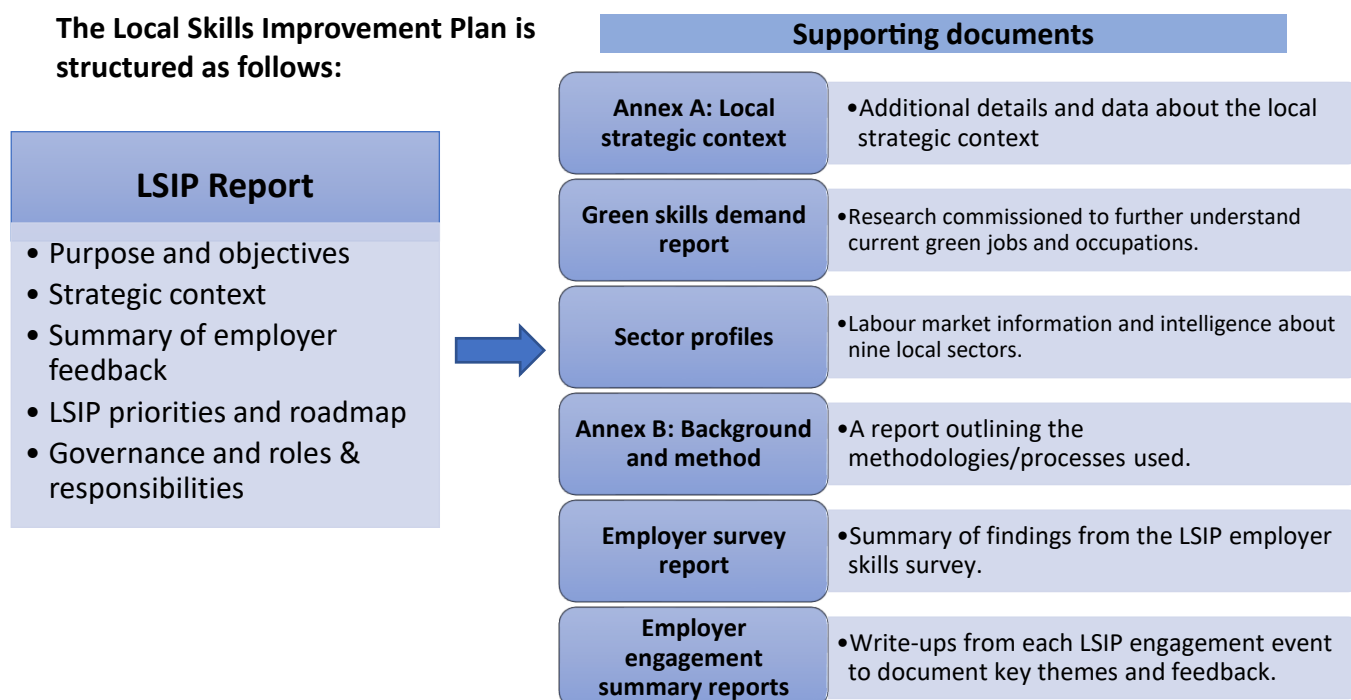 The Local Skills Improvement Plan is
structured as follows:
LSIP Report
• Purpose and objectives
• Strategic context
• Summary of employer
feedback
• LSIP priorities and roadmap
• Governance and roles &
responsibilities
Supporting documents
Annex A: Local
strategic context
•Additional details and data about the local
strategic context
Green skills demand
report
•Research commissioned to further understand
current green jobs and occupations.
Sector profiles
•Labour market information and intelligence about
nine local sectors.
Annex B: Background
and method
•A report outlining the
methodologies/processes used.
Employer survey
report
•Summary of findings from the LSIP employer
skills survey.
Employer
engagement
summary reports
•Write-ups from each LSIP engagement event
to document key themes and feedback.